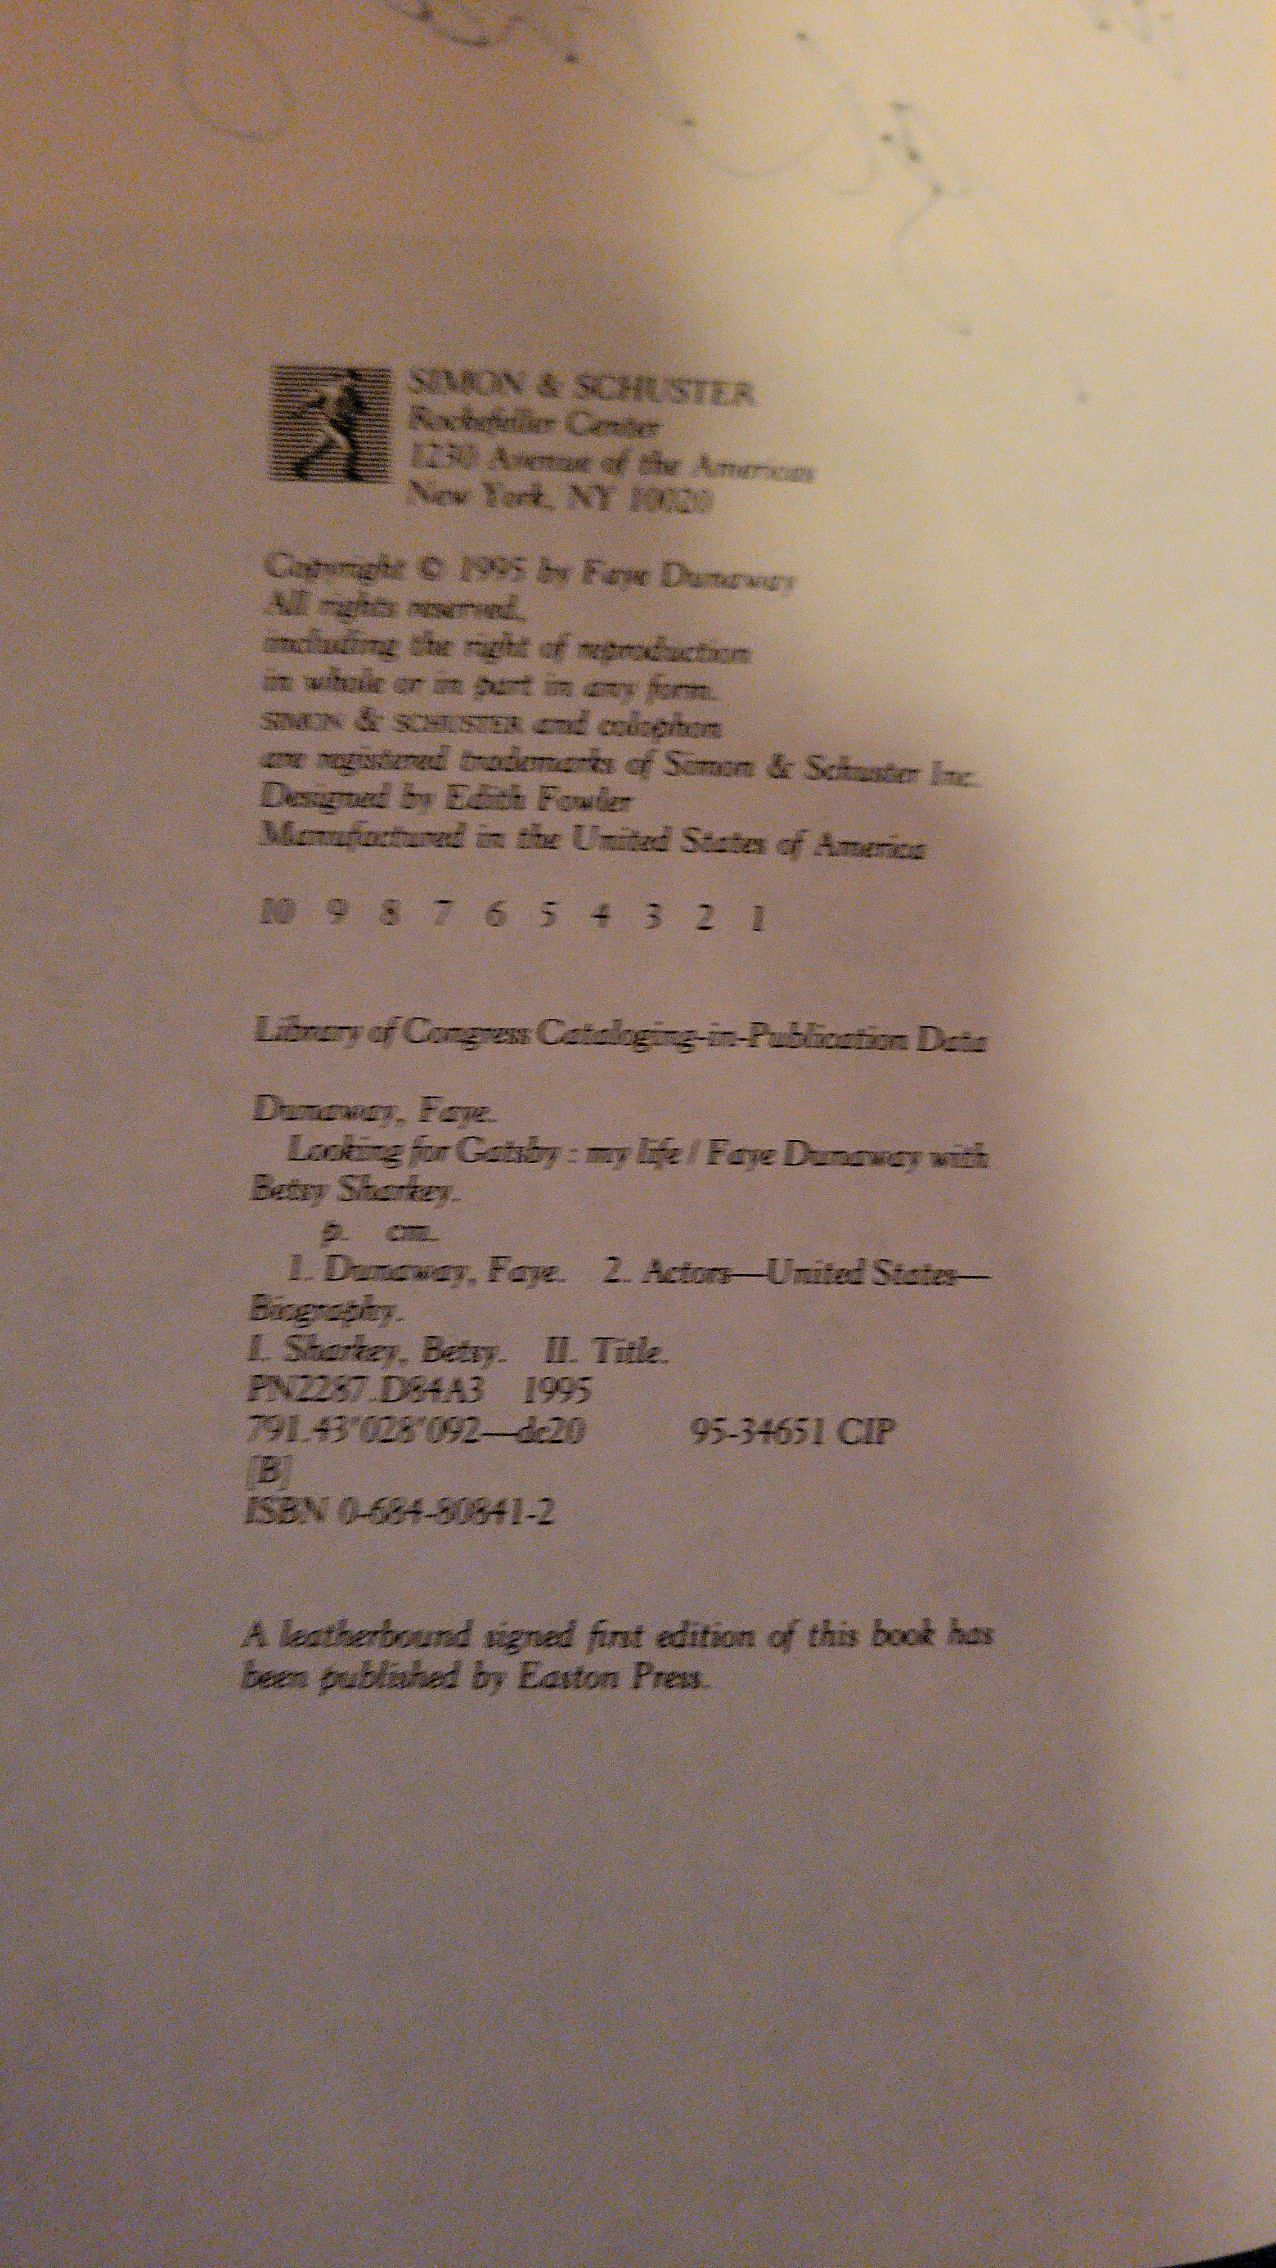 SIMON & SCHUSTER
Rockefeller Center
1230 Avenue of the Americas
New York, NY 10020
Copyright © 1995 by Faye Dunaway
All rights reserved,
including the right of reproduction
in whole or in part in any form.
SIMON & SCHUSTER and colophon
are registered trademarks of Simon & Schuster Inc.
Designed by Edith Fowler
Manufactured in the United States of America
10 9 8 7 6 5 4 3 2 1
Library of Congress Cataloging-in-Publication Data
Dunaway, Faye.
Looking for Gatsby : my life / Faye Dunaway with
Betsy Sharkey.
p. cm.
1. Dunaway, Faye. 2. Actors—United States—
Biography.
I. Sharkey, Betsy. II. Title.
PN2287.D84A3 1995
791.43'028'092—dc20 95-34651 CIP
[B]
ISBN 0-684-80841-2
A leatherbound signed first edition of this book has
been published by Easton Press.